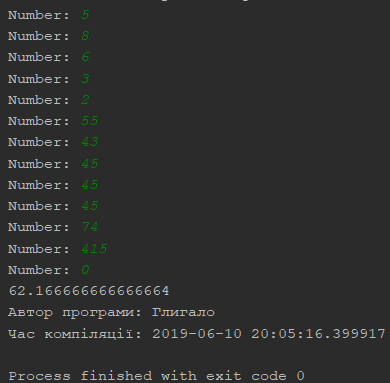 Number: 5
Number: 8
Number: 6
Number: 3
Number: 2
Number: 55
Number: 43
Number: 45
Number: 45
Number: 45
Number: 74
Number: 415
Number: 0
62.166666666666664
Автор програми: Глигало
Час компіляції: 2019-06-10 20:05:16.399917
Process finished with exit code 0